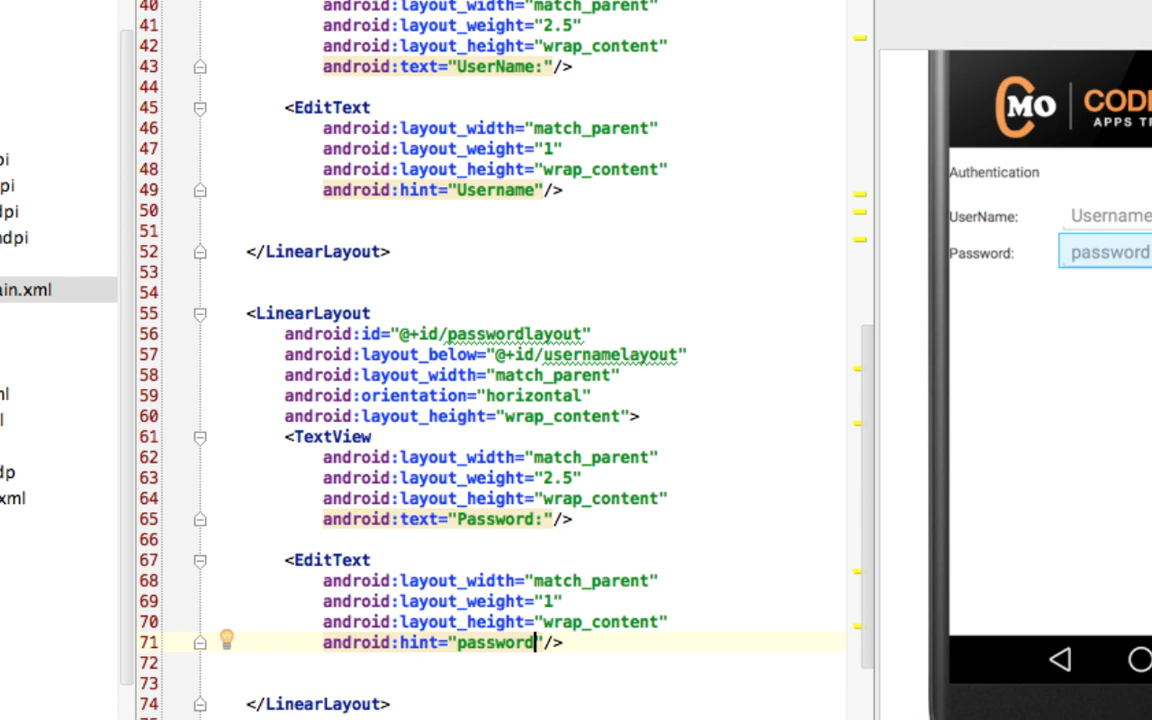 40 android:layout_width="match_parent"
41 android:layout_weight="2.5"
42 android:layout_height="wrap_content"
43 android:text="UserName:"/>
44
45 <EditText
46 android:layout_width="match_parent"
47 android:layout_weight="1"
48 android:layout_height="wrap_content"
49 android:hint="Username"/>
50
51
52 </LinearLayout>
53
54
55 <LinearLayout
56 android:id="@+id/passwordlayout"
57 android:layout_below="@+id/usernamelayout"
58 android:layout_width="match_parent"
59 android:orientation="horizontal"
60 android:layout_height="wrap_content">
61 <TextView
62 android:layout_width="match_parent"
63 android:layout_weight="2.5"
64 android:layout_height="wrap_content"
65 android:text="Password:"/>
66
67 <EditText
68 android:layout_width="match_parent"
69 android:layout_weight="1"
70 android:layout_height="wrap_content"
71 android:hint="password"/>
72
73
74 </LinearLayout>
pi
pi
dpi
ndpi
ain.xml
ml
l
dp
xml
CMO CODE
APPS TR
Authentication
UserName: Username
Password: password